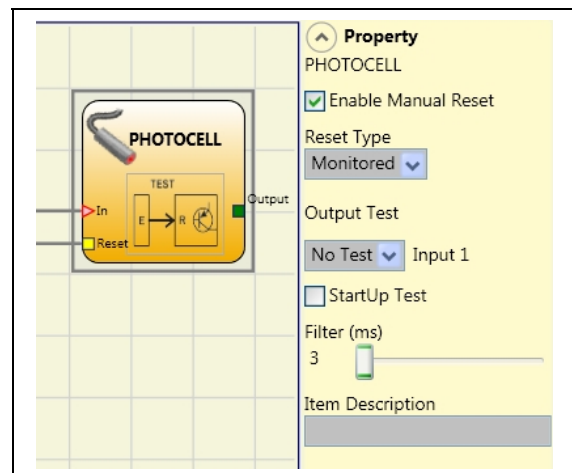 PHOTOCELL
TEST
In
E
R
Output
Reset
Property
PHOTOCELL
Enable Manual Reset
Reset Type
Monitored
Output Test
No Test Input 1
StartUp Test
Filter (ms)
3
Item Description